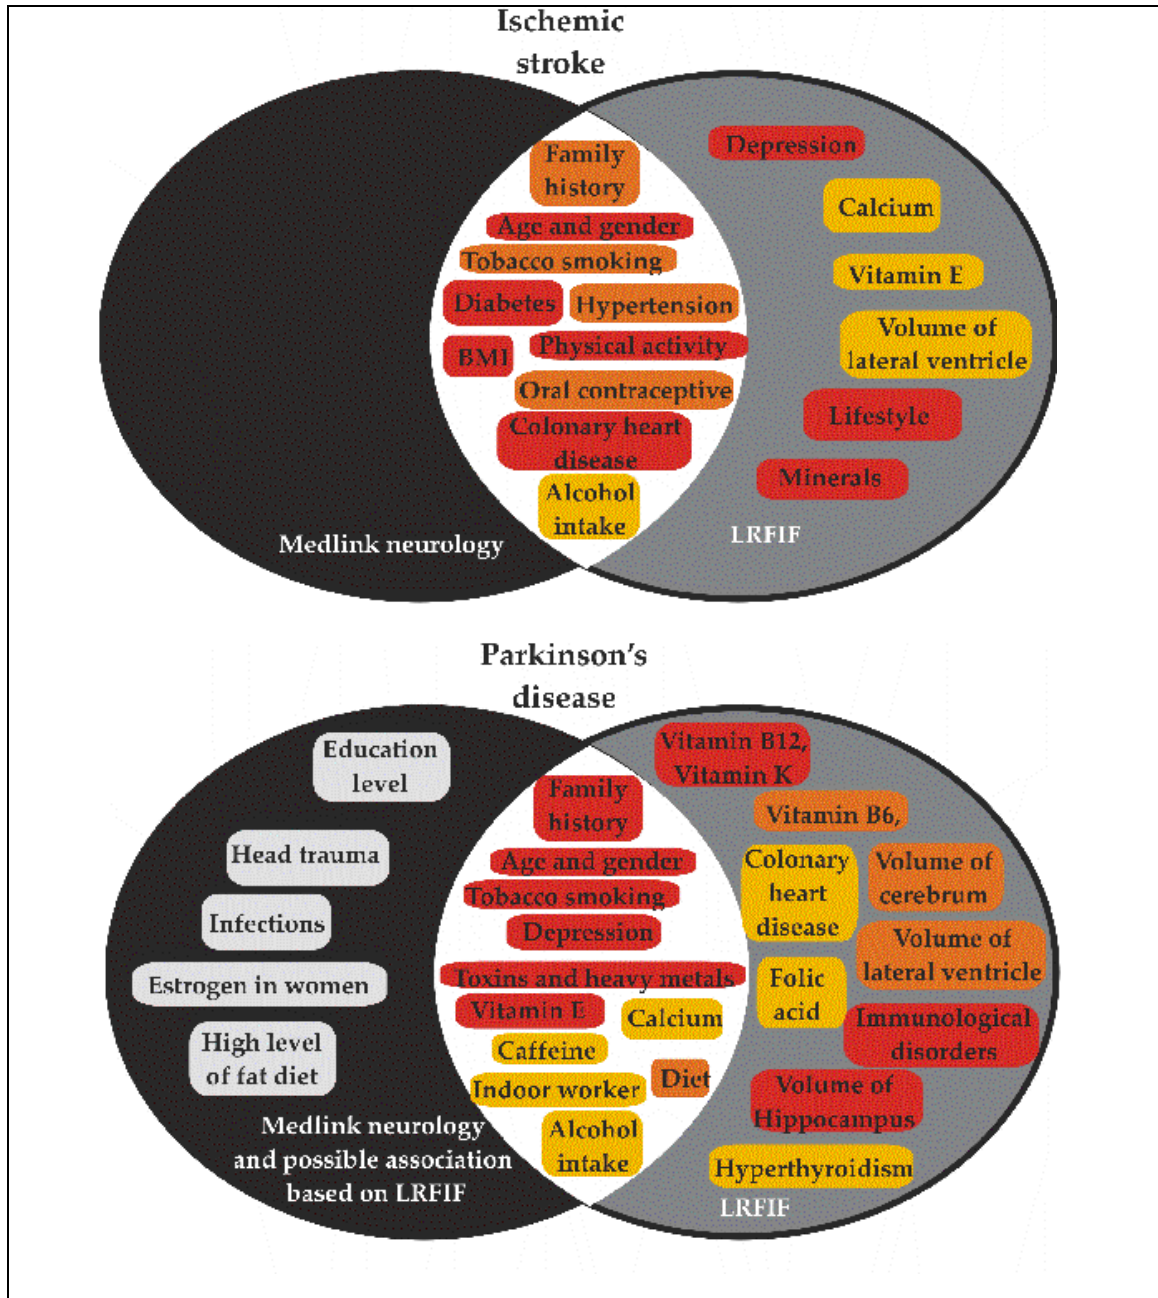 Ischemic
stroke
Family
history
Age and gender
Tobacco smoking
Diabetes
Hypertension
BMI
Physical activity
Oral contraceptive
Colonary heart
disease
Alcohol
intake
Medlink neurology
Depression
Calcium
Vitamin E
Volume of
lateral ventricle
Lifestyle
Minerals
LRFIF
Parkinson's
disease
Education
level
Head trauma
Infections
Estrogen in women
High level
of fat diet
Medlink neurology
and possible association
based on LRFIF
Family
history
Age and gender
Tobacco smoking
Depression
Toxins and heavy metals
Vitamin E
Calcium
Caffeine
Indoor worker
Diet
Alcohol
intake
Vitamin B12,
Vitamin K
Vitamin B6,
Colonary
heart
disease
Volume of
cerebrum
Volume of
lateral ventricle
Folic
acid
Immunological
disorders
Volume of
Hippocampus
Hyperthyroidism
LRFIF